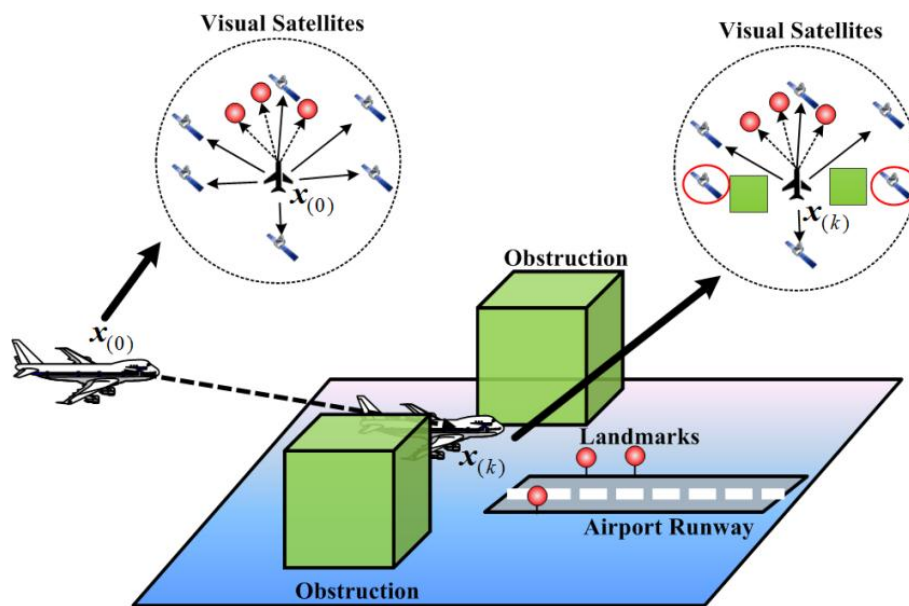 Visual Satellites
Visual Satellites
x(0)
x(k)
Obstruction
x(0)
x(k)
Landmarks
Airport Runway
Obstruction